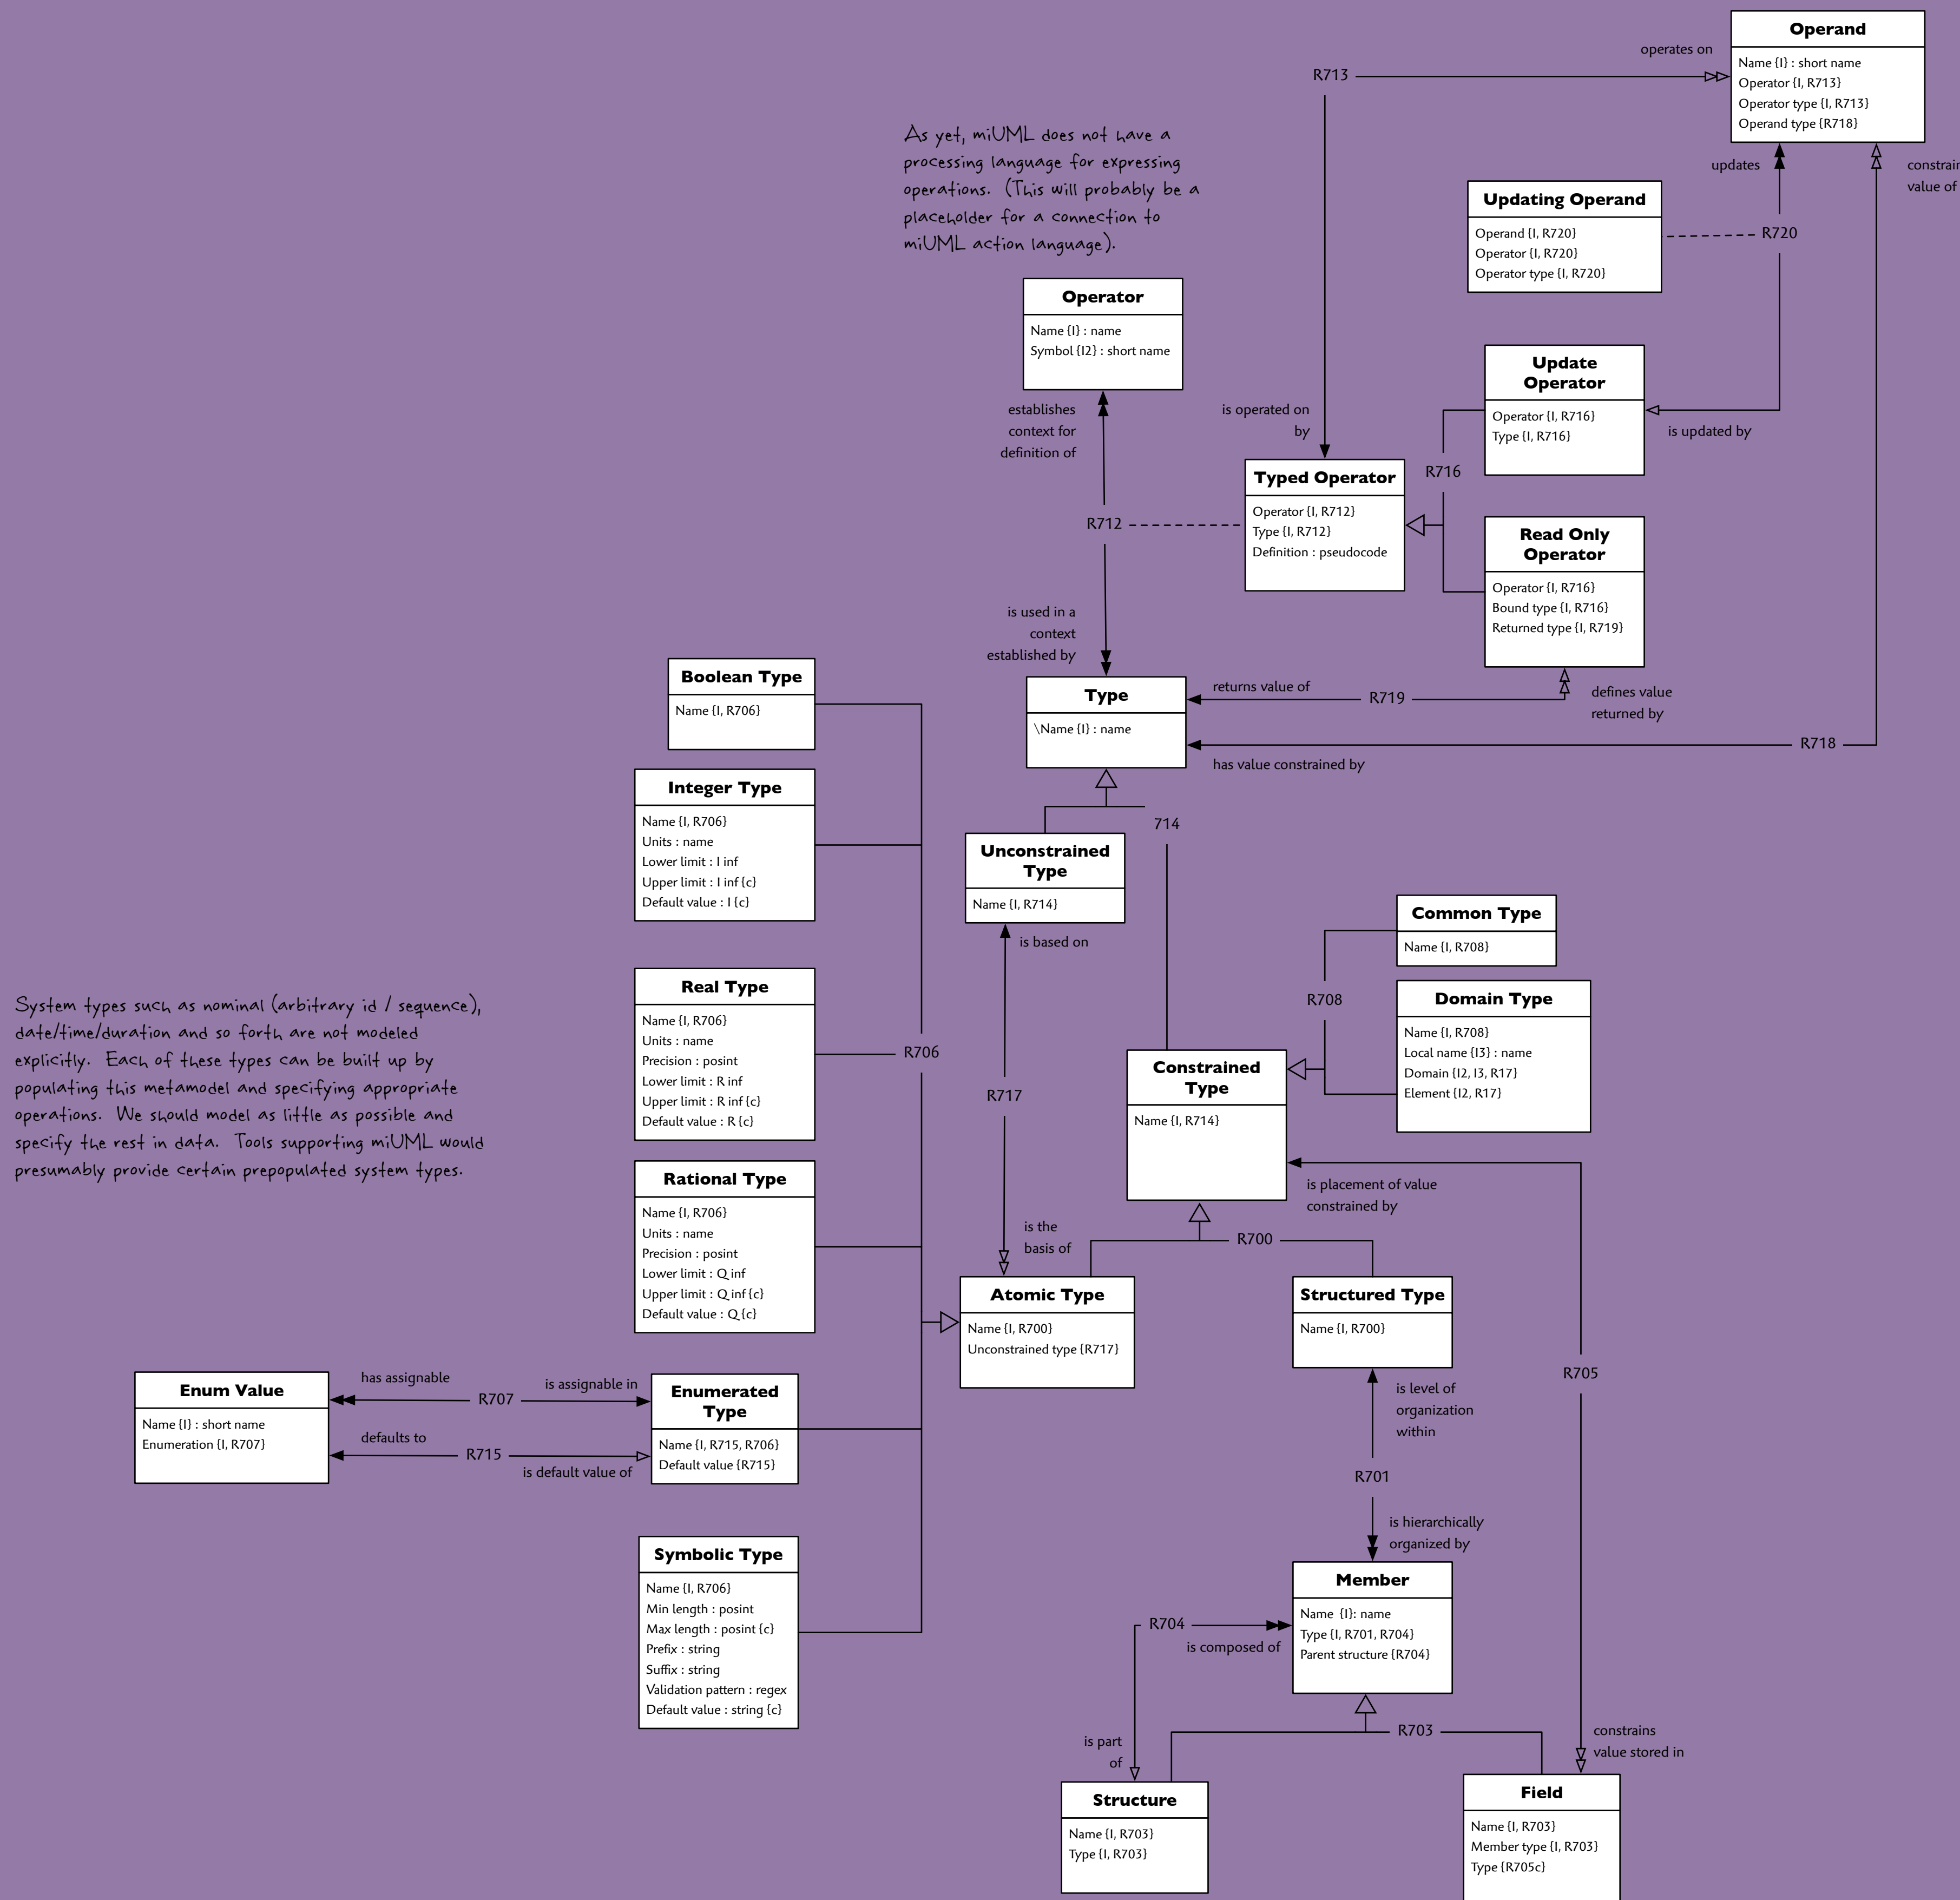 Operand
Name {I} : short name
Operator {I, R713}
Operator type {I, R713}
Operand type {R718}
operates on
R713
As yet, miUML does not have a
processing language for expressing
operations. (This will probably be a
placeholder for a connection to
miUML action language).
updates
constrain
value of
Updating Operand
Operand {I, R720}
Operator {I, R720}
Operator type {I, R720}
R720
Operator
Name {I} : name
Symbol {I2} : short name
Update
Operator
Operator {I, R716}
Type {I, R716}
is updated by
establishes
context for
definition of
is operated on
by
R716
Typed Operator
Operator {I, R712}
Type {I, R712}
Definition : pseudocode
R712
Read Only
Operator
Operator {I, R716}
Bound type {I, R716}
Returned type {I, R719}
is used in a
context
established by
Type
\Name {I} : name
returns value of
R719
defines value
returned by
R718
has value constrained by
Boolean Type
Name {I, R706}
Integer Type
Name {I, R706}
Units : name
Lower limit : I inf
Upper limit : I inf {c}
Default value : I {c}
714
Unconstrained
Type
Name {I, R714}
is based on
Common Type
Name {I, R708}
R708
Domain Type
Name {I, R708}
Local name {I3} : name
Domain {I2, I3, R17}
Element {I2, R17}
System types such as nominal (arbitrary id / sequence),
date/time/duration and so forth are not modeled
explicitly. Each of these types can be built up by
populating this metamodel and specifying appropriate
operations. We should model as little as possible and
specify the rest in data. Tools supporting miUML would
presumably provide certain prepopulated system types.
Real Type
Name {I, R706}
Units : name
Precision : posint
Lower limit : R inf
Upper limit : R inf {c}
Default value : R {c}
R706
R717
Constrained
Type
Name {I, R714}
is placement of value
constrained by
Rational Type
Name {I, R706}
Units : name
Precision : posint
Lower limit : Q inf
Upper limit : Q inf {c}
Default value : Q {c}
is the
basis of
R700
Atomic Type
Name {I, R700}
Unconstrained type {R717}
Structured Type
Name {I, R700}
R705
Enum Value
Name {I} : short name
Enumeration {I, R707}
has assignable
R707
is assignable in
defaults to
R715
is default value of
Enumerated
Type
Name {I, R715, R706}
Default value {R715}
is level of
organization
within
R701
is hierarchically
organized by
Symbolic Type
Name {I, R706}
Min length : posint
Max length : posint {c}
Prefix : string
Suffix : string
Validation pattern : regex
Default value : string {c}
Member
Name {I}: name
Type {I, R701, R704}
Parent structure {R704}
R704
is composed of
R703
is part
of
constrains
value stored in
Structure
Name {I, R703}
Type {I, R703}
Field
Name {I, R703}
Member type {I, R703}
Type {R705c}